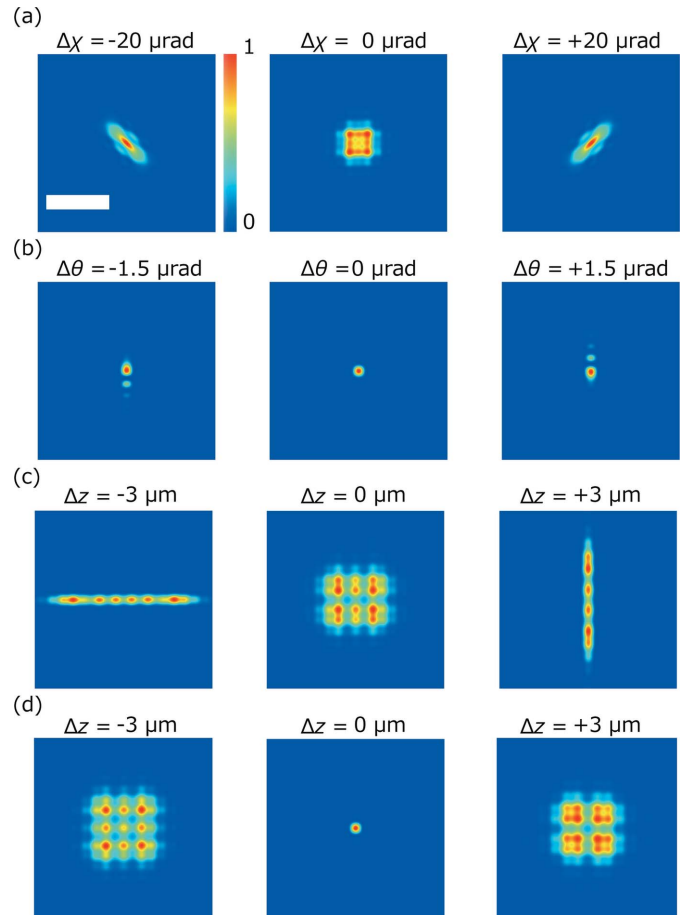 (a)
Δχ = -20 μrad
Δχ = 0 μrad
Δχ = +20 μrad
1
0
(b)
Δθ = -1.5 μrad
Δθ =0 μrad
Δθ = +1.5 μrad
(c)
Δz = -3 μm
Δz = 0 μm
Δz = +3 μm
(d)
Δz = -3 μm
Δz = 0 μm
Δz = +3 μm